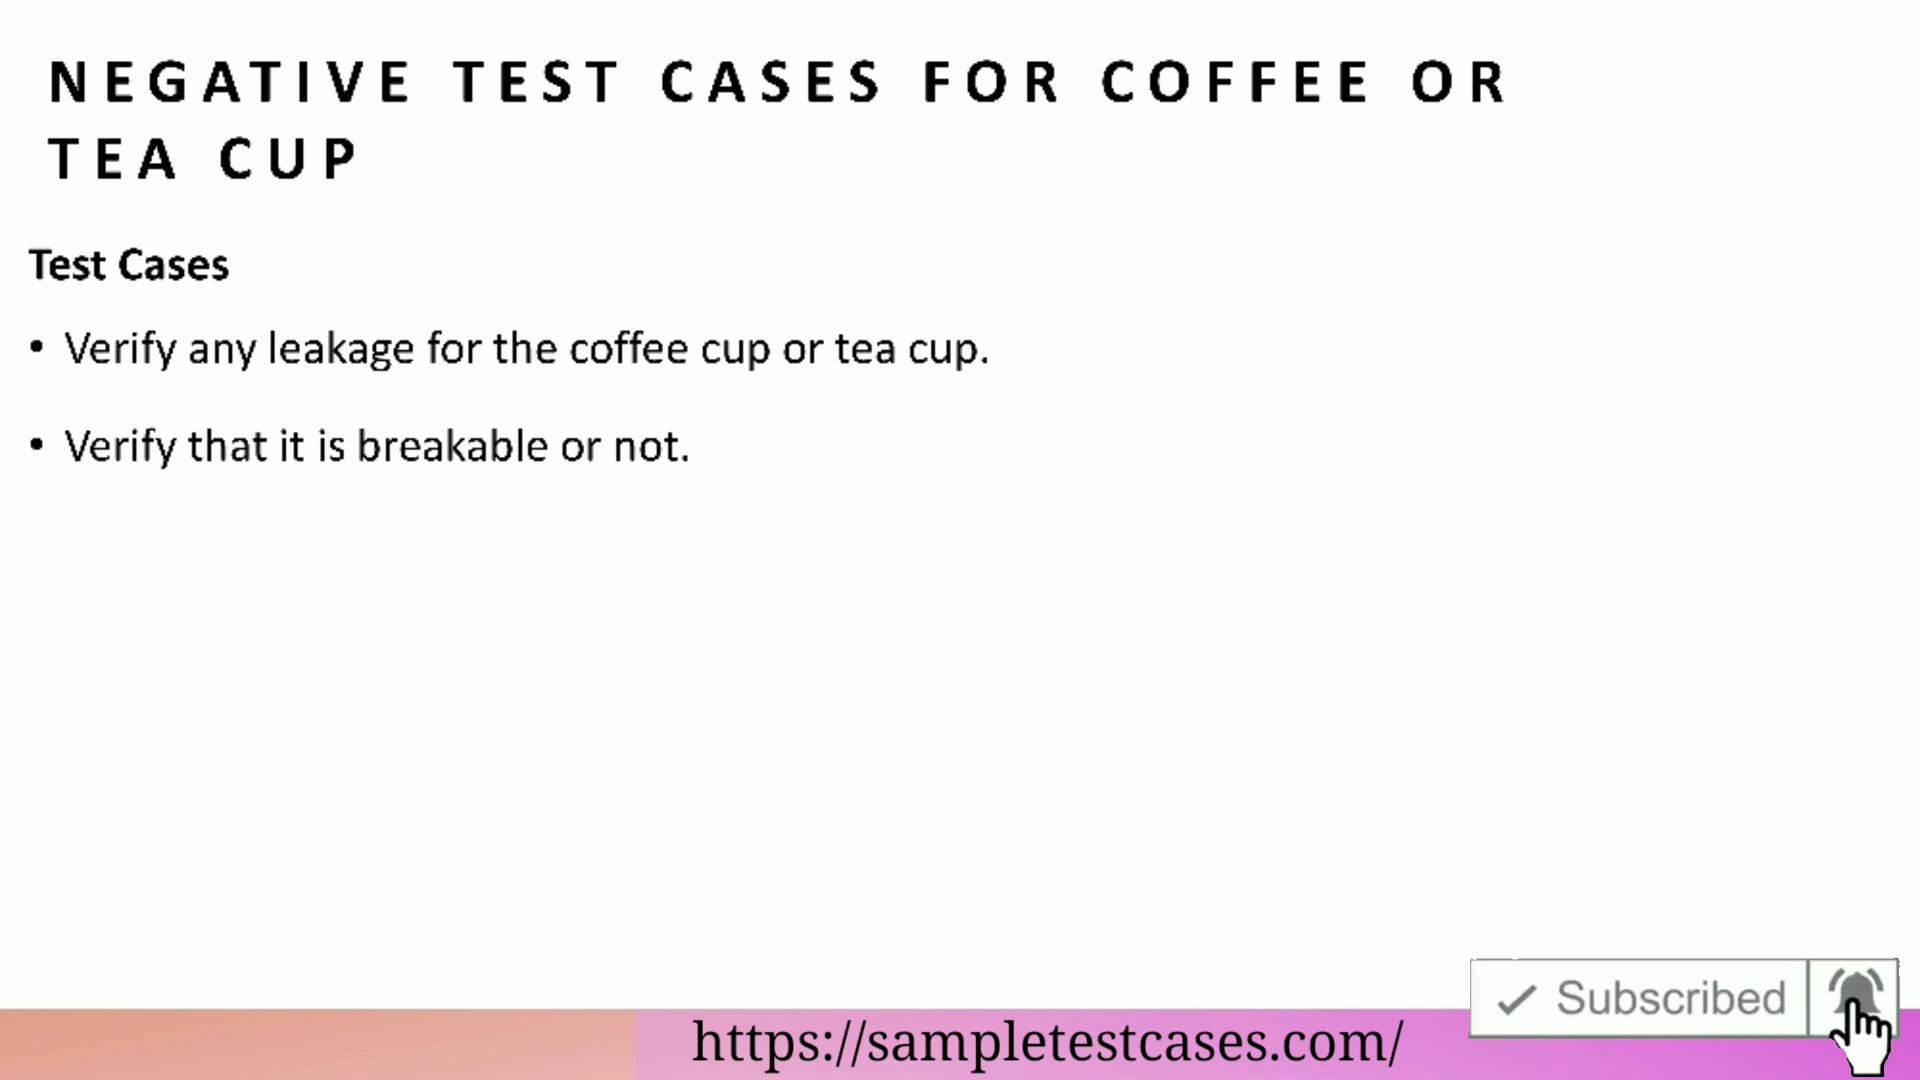 NEGATIVE TEST CASES FOR COFFEE OR
TEA CUP
Test Cases
• Verify any leakage for the coffee cup or tea cup.
• Verify that it is breakable or not.
Subscribed
https://sampletestcases.com/